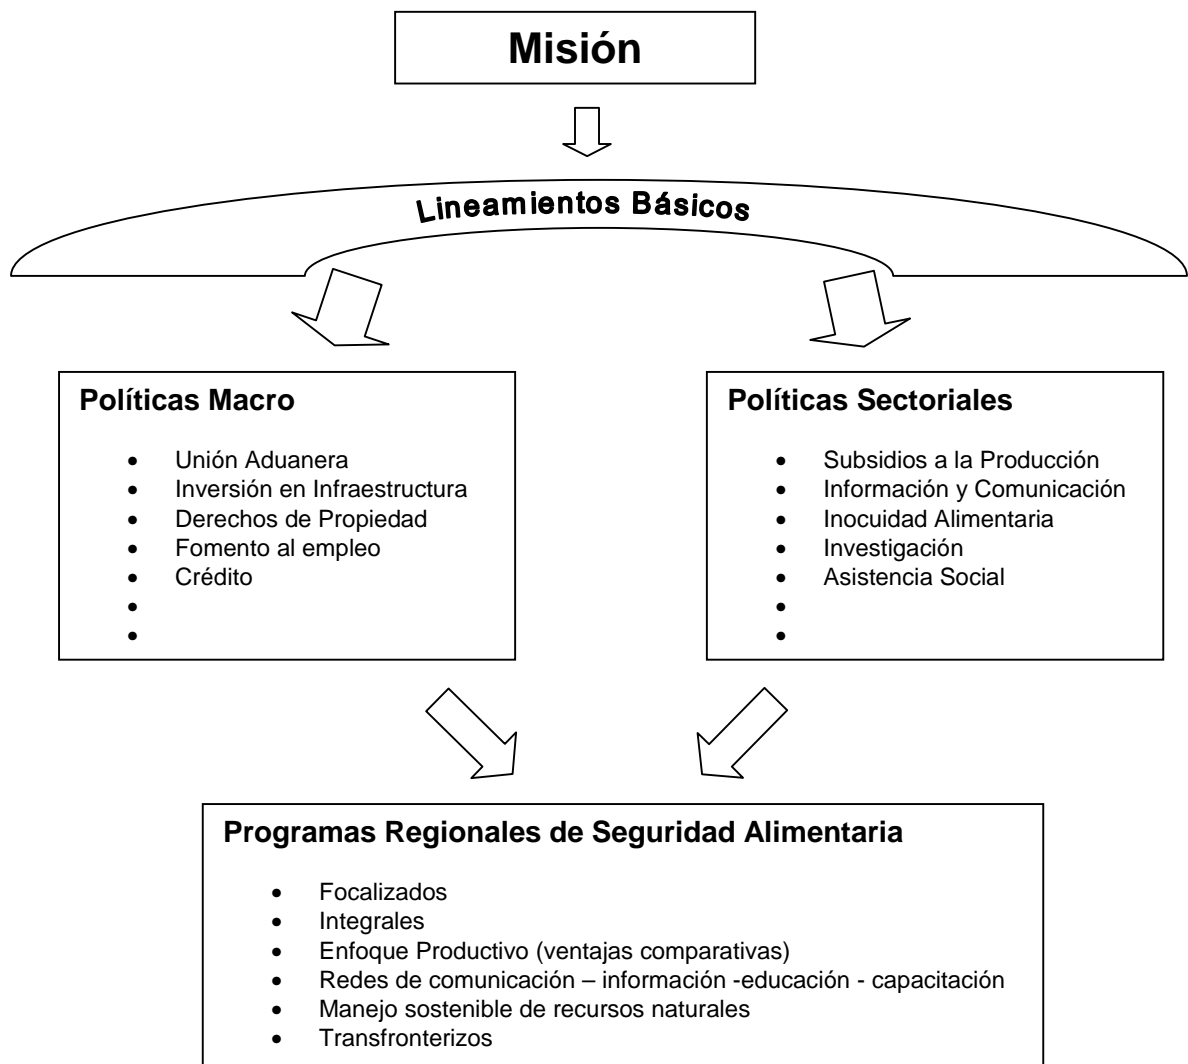 Misión
Lineamientos Básicos
Políticas Macro
• Unión Aduanera
• Inversión en Infraestructura
• Derechos de Propiedad
• Fomento al empleo
• Crédito
•
•
Políticas Sectoriales
• Subsidios a la Producción
• Información y Comunicación
• Inocuidad Alimentaria
• Investigación
• Asistencia Social
•
•
Programas Regionales de Seguridad Alimentaria
• Focalizados
• Integrales
• Enfoque Productivo (ventajas comparativas)
• Redes de comunicación – información -educación - capacitación
• Manejo sostenible de recursos naturales
• Transfronterizos